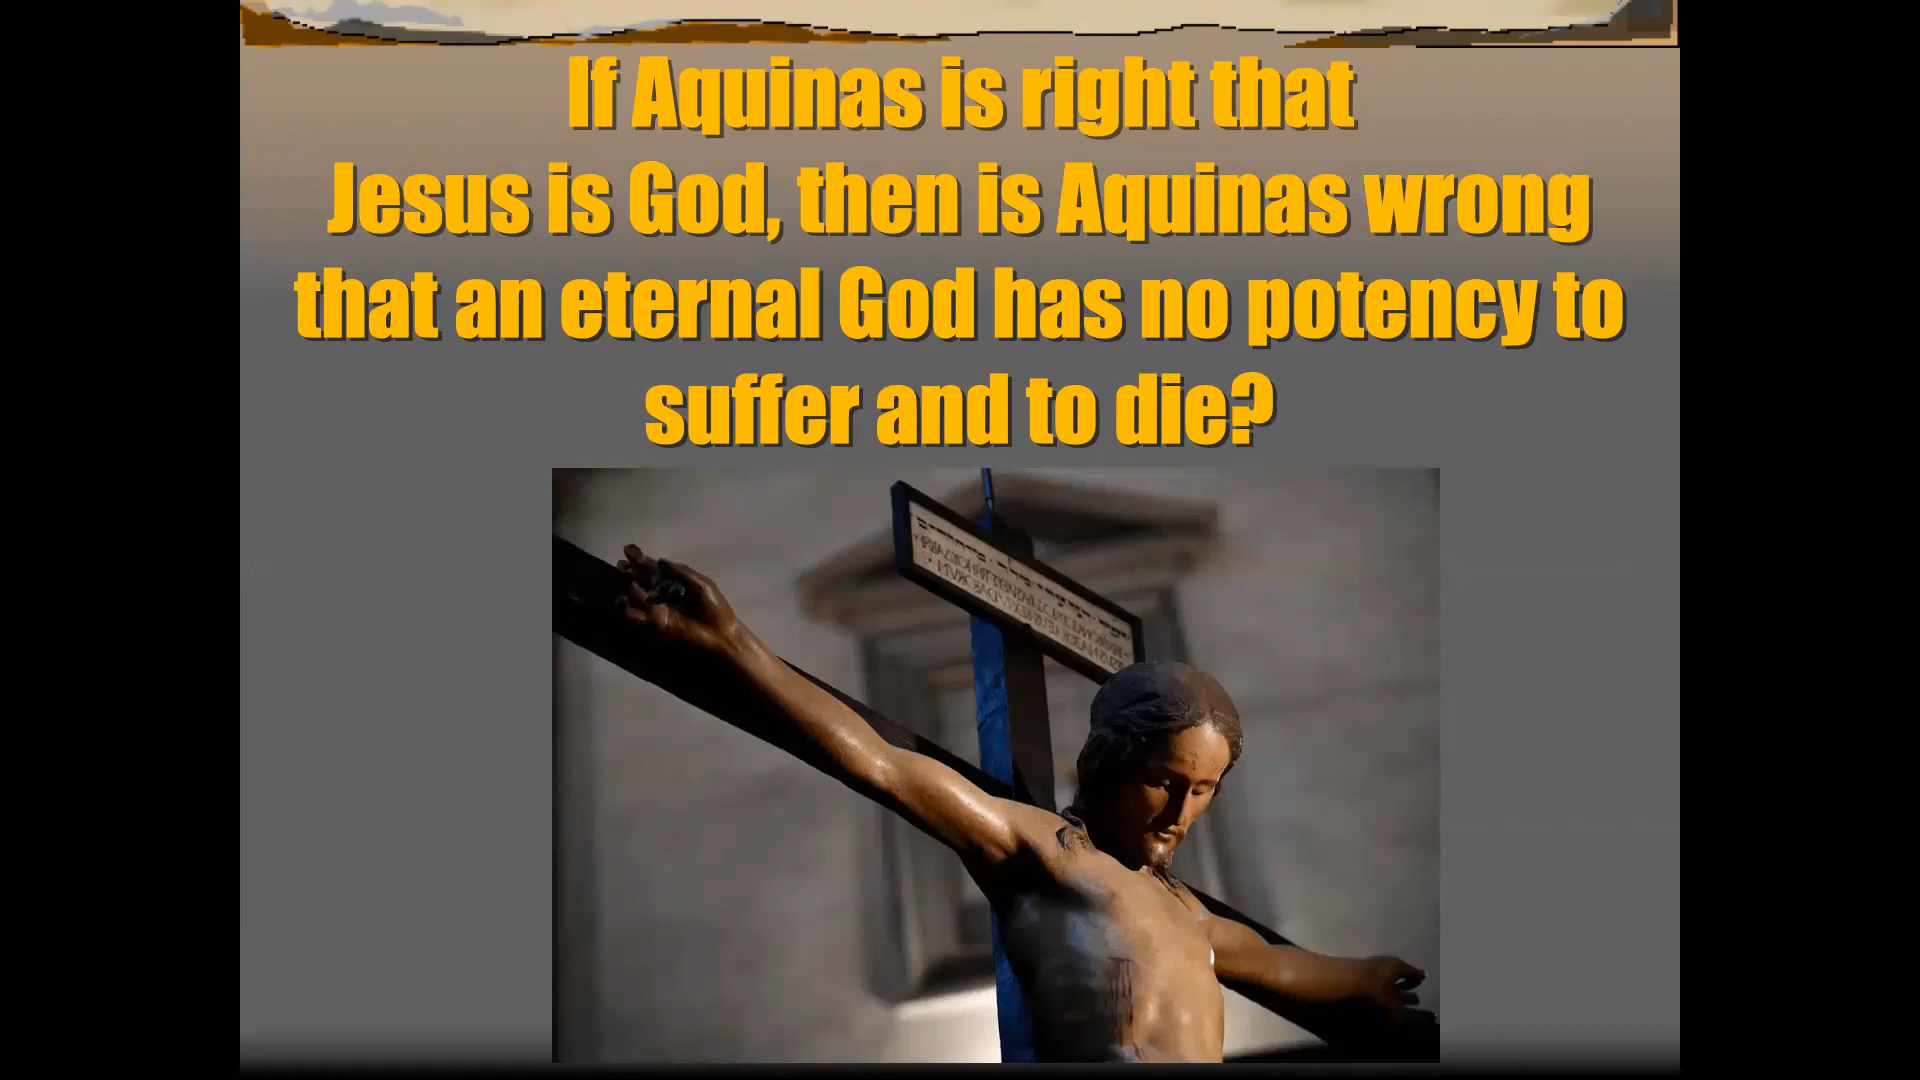 If Aquinas is right that
Jesus is God, then is Aquinas wrong
that an eternal God has no potency to
suffer and to die?